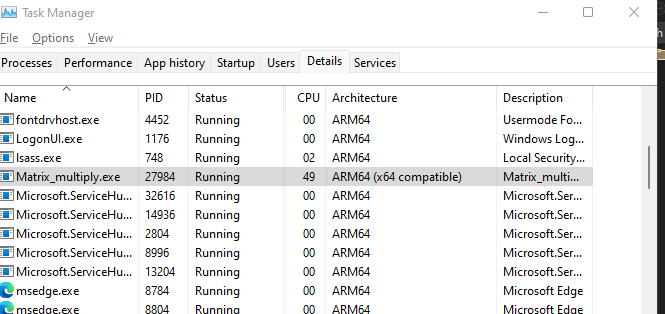 Task Manager
File Options View
Processes Performance App history Startup Users Details Services
Name PID Status CPU Architecture Description
fontdrvhost.exe 4452 Running 00 ARM64 Usermode Fo...
LogonUI.exe 1176 Running 00 ARM64 Windows Log...
lsass.exe 748 Running 02 ARM64 Local Security...
Matrix_multiply.exe 27984 Running 49 ARM64 (x64 compatible) Matrix_multi...
Microsoft.ServiceHu... 32616 Running 00 ARM64 Microsoft.Ser...
Microsoft.ServiceHu... 14936 Running 00 ARM64 Microsoft.Ser...
Microsoft.ServiceHu... 2804 Running 00 ARM64 Microsoft.Ser...
Microsoft.ServiceHu... 8996 Running 00 ARM64 Microsoft.Ser...
Microsoft.ServiceHu... 13204 Running 00 ARM64 Microsoft.Ser...
msedge.exe 8784 Running 00 ARM64 Microsoft Edge
msedge.exe 8804 Running 00 ARM64 Microsoft Edge